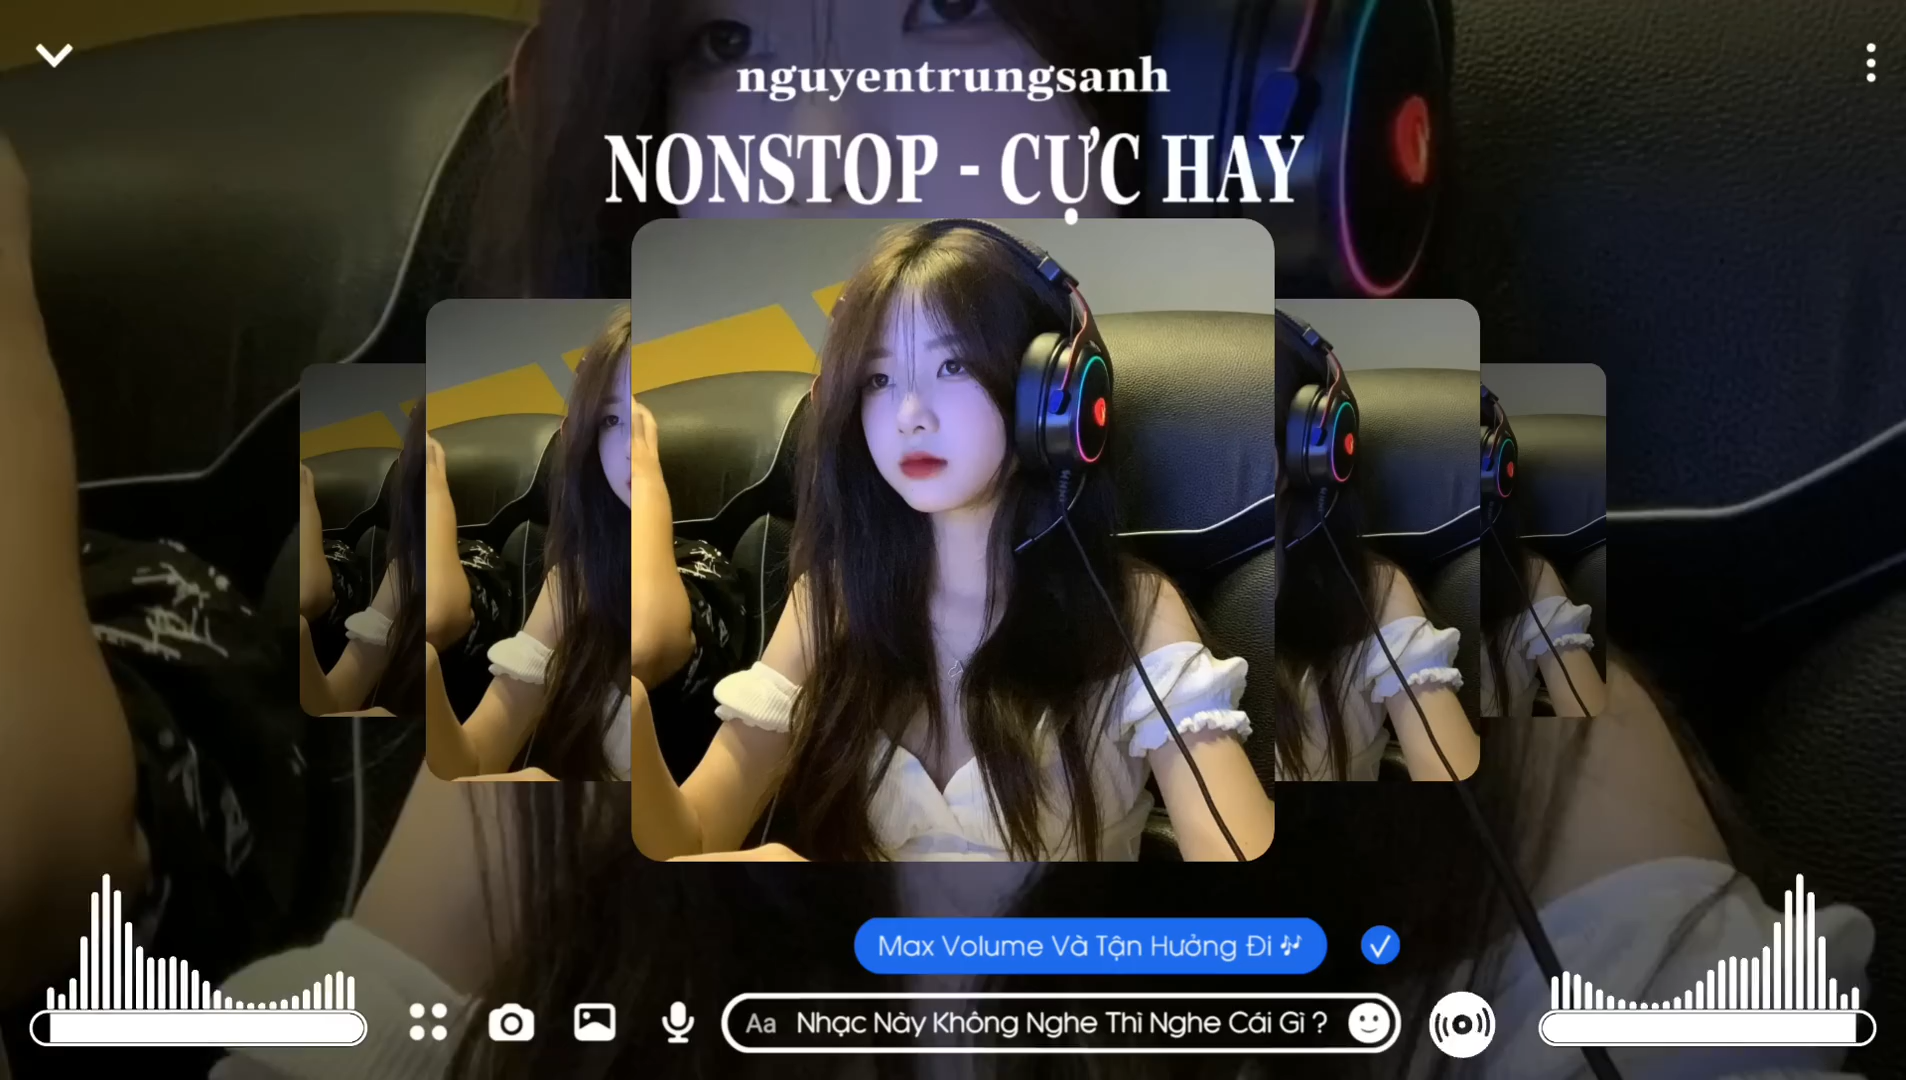 nguyentrungsanh
NONSTOP - CỰC HAY
Max Volume Và Tận Hưởng Đi 🎶
Aa Nhạc Này Không Nghe Thì Nghe Cái Gì ?